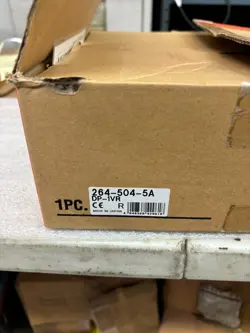 264-504-5A
DP-1VR
CE R
MADE IN JAPAN
1PC.